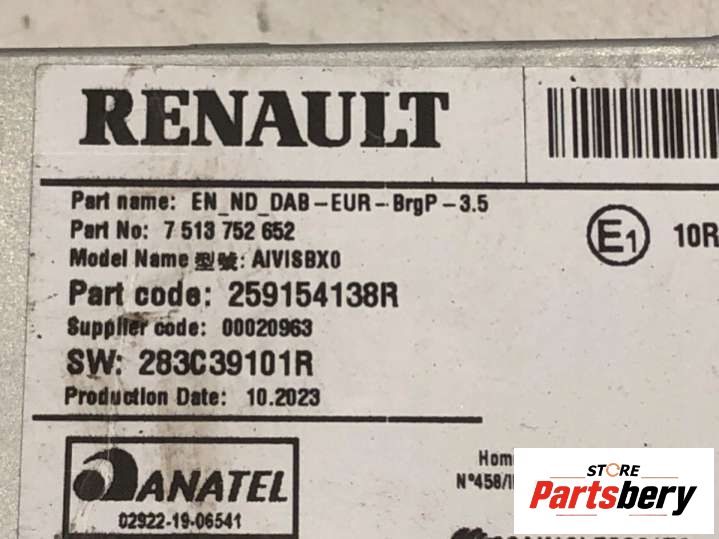 RENAULT
Part name: EN_ND_DAB-EUR-BrgP-3.5
Part No: 7 513 752 652
Model Name 型號: AIVISBX0
Part code: 259154138R
Supplier code: 00020963
SW: 283C39101R
Production Date: 10.2023
E1 10R
ANATEL
02922-19-06541
Hom
N°458/
STORE
Partsbery